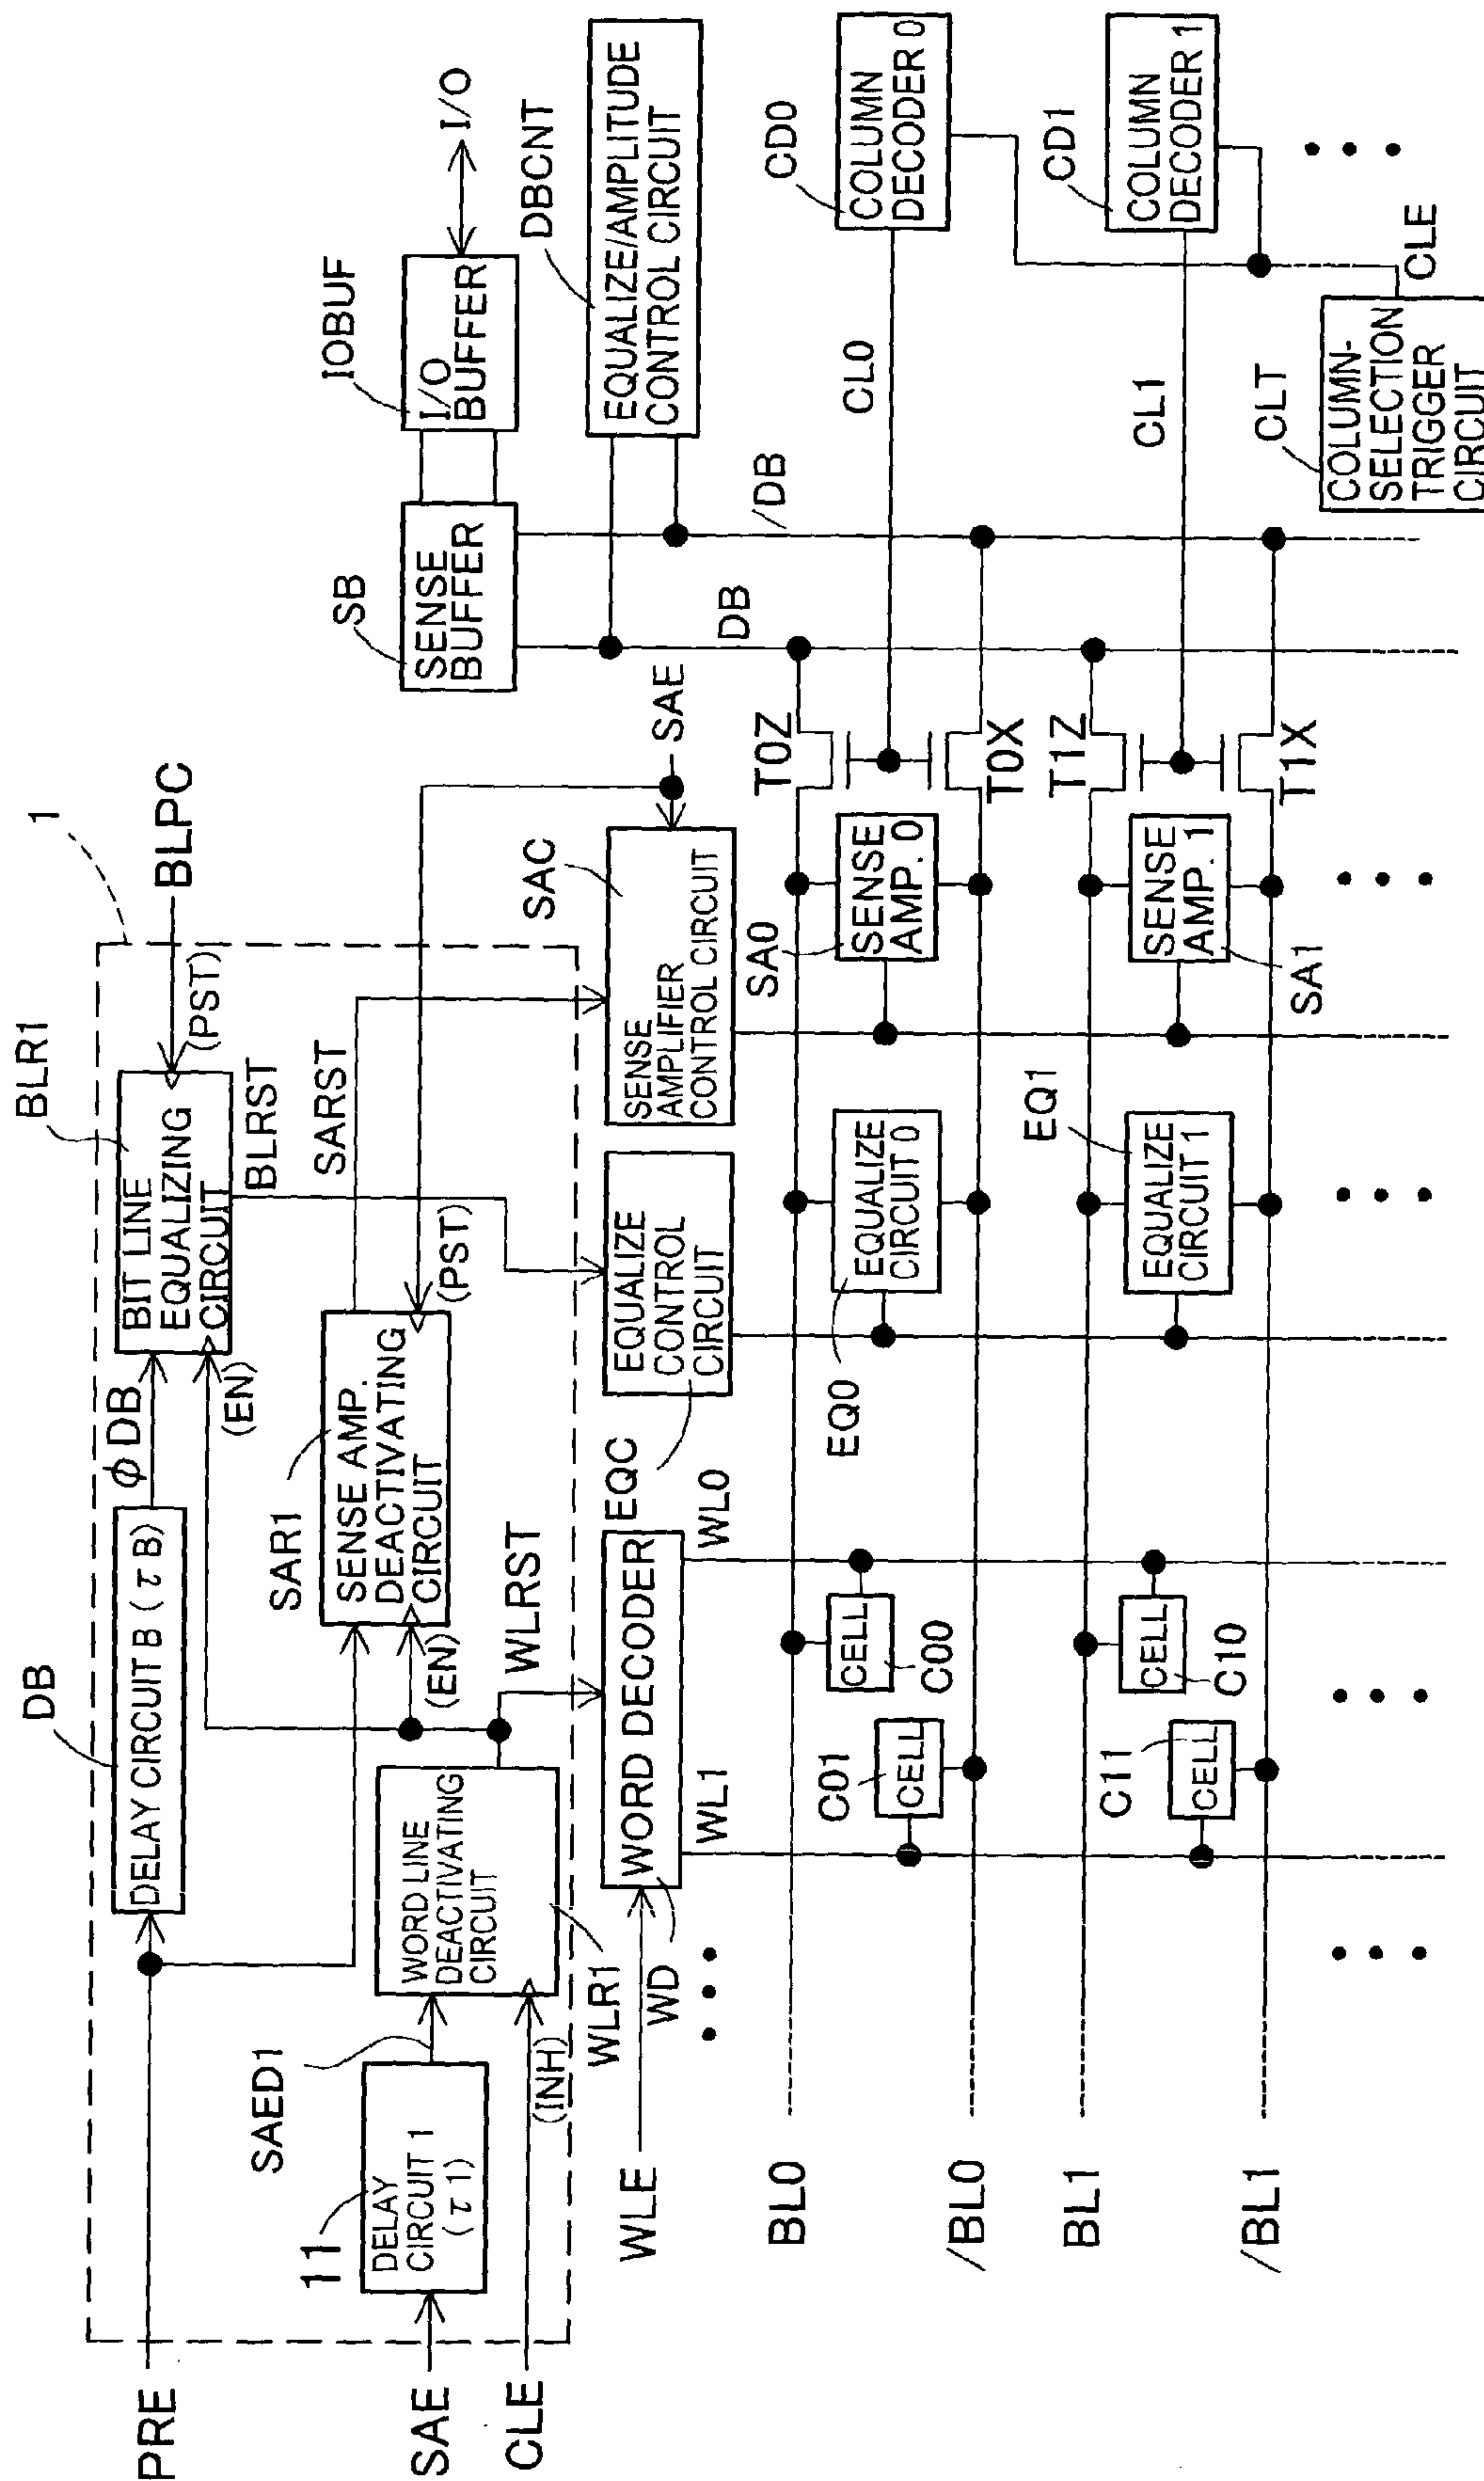 1
PRE
DB
DELAY CIRCUIT B (τB)
φDB
BLR1
BIT LINE
EQUALIZING
CIRCUIT
(EN)
(PST)
BLPC
BLRST
SARST
SAR1
SENSE AMP.
DEACTIVATING
CIRCUIT
(EN)
(PST)
SAE
11
DELAY
CIRCUIT 1
(τ1)
SAED1
WORD LINE
DEACTIVATING
CIRCUIT
WLR1
CLE
(INH)
WLRST
WLE
WD
WORD DECODER
EQC
EQUALIZE
CONTROL
CIRCUIT
SAC
SENSE
AMPLIFIER
CONTROL CIRCUIT
SAE
SB
SENSE
BUFFER
IOBUF
I/O
BUFFER
I/O
DBCNT
EQUALIZE/AMPLITUDE
CONTROL CIRCUIT
DB
/DB
WL1
WL0
BL0
/BL0
BL1
/BL1
C01
CELL
CELL
C00
EQ0
EQUALIZE
CIRCUIT 0
SA0
SENSE
AMP. 0
T0Z
T0X
CL0
CD0
COLUMN
DECODER 0
C11
CELL
CELL
C10
EQ1
EQUALIZE
CIRCUIT 1
SENSE
AMP. 1
SA1
T1Z
T1X
CL1
CD1
COLUMN
DECODER 1
CLT
COLUMN-
SELECTION
TRIGGER
CIRCUIT
CLE